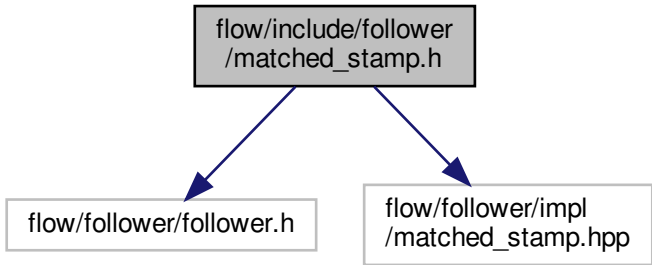 flow/include/follower
/matched_stamp.h
flow/follower/follower.h
flow/follower/impl
/matched_stamp.hpp